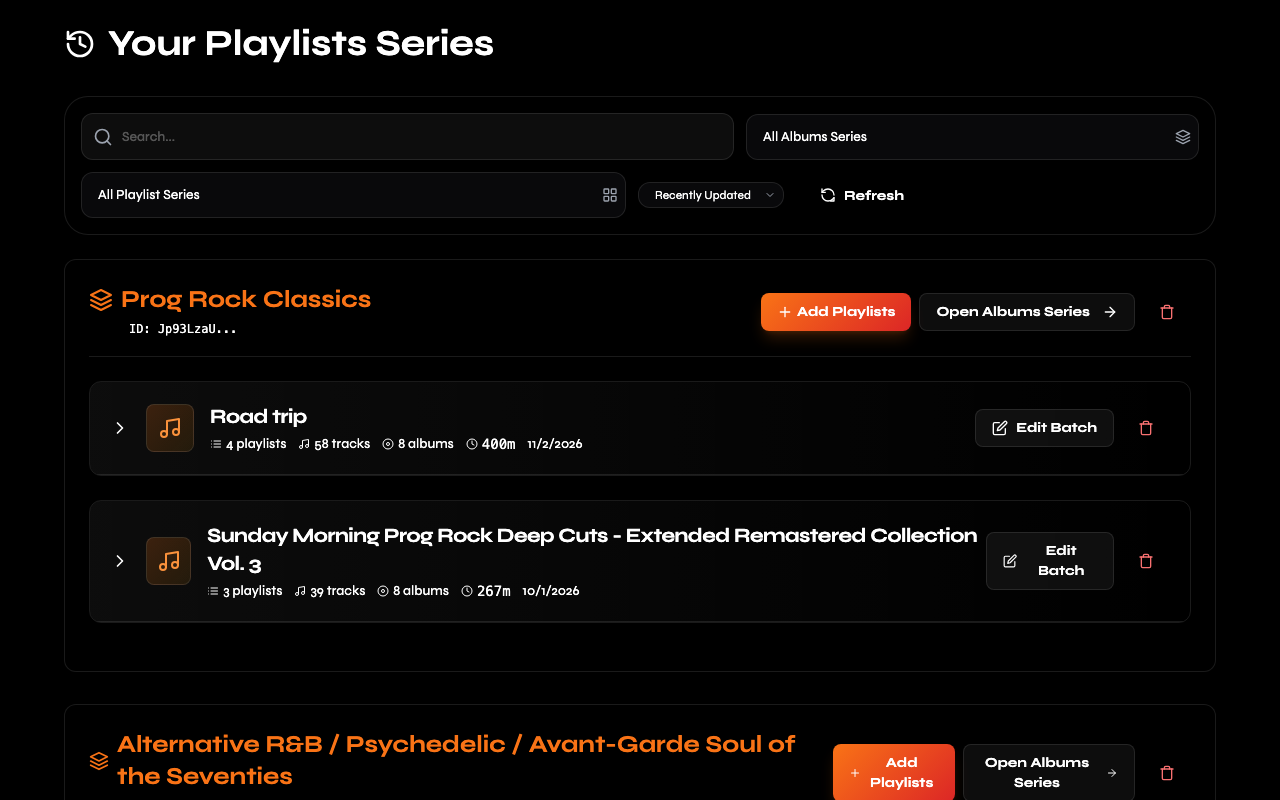 Your Playlists Series
Search...
All Albums Series
All Playlist Series
Recently Updated
Refresh
Prog Rock Classics
ID: Jp93LzaU...
+ Add Playlists
Open Albums Series
Road trip
4 playlists 58 tracks 8 albums 400m 11/2/2026
Edit Batch
Sunday Morning Prog Rock Deep Cuts - Extended Remastered Collection
Vol. 3
3 playlists 39 tracks 8 albums 267m 10/1/2026
Edit
Batch
Alternative R&B / Psychedelic / Avant-Garde Soul of
the Seventies
+ Add
Playlists
Open Albums
Series